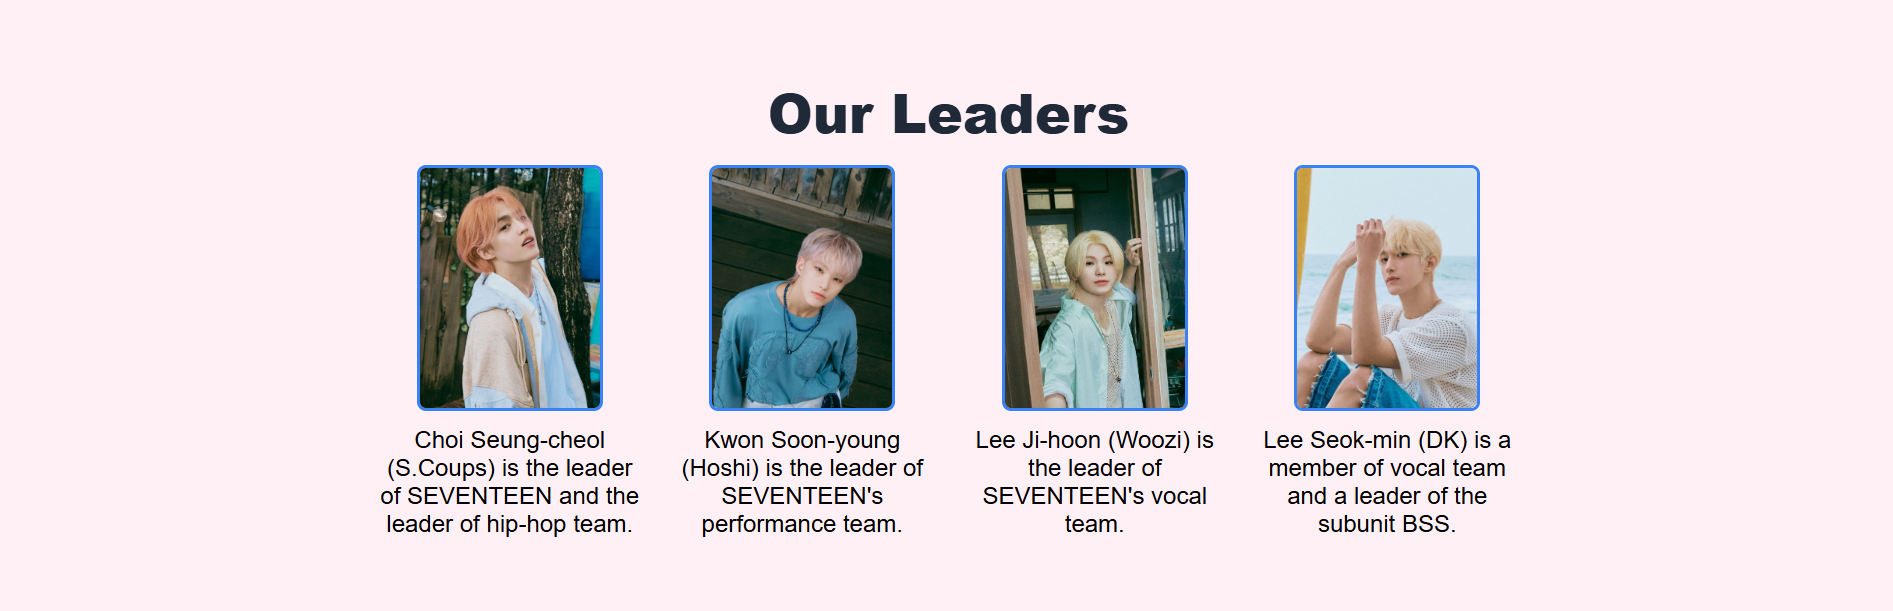 Our Leaders
Choi Seung-cheol
(S.Coups) is the leader
of SEVENTEEN and the
leader of hip-hop team.
Kwon Soon-young
(Hoshi) is the leader of
SEVENTEEN's
performance team.
Lee Ji-hoon (Woozi) is
the leader of
SEVENTEEN's vocal
team.
Lee Seok-min (DK) is a
member of vocal team
and a leader of the
subunit BSS.